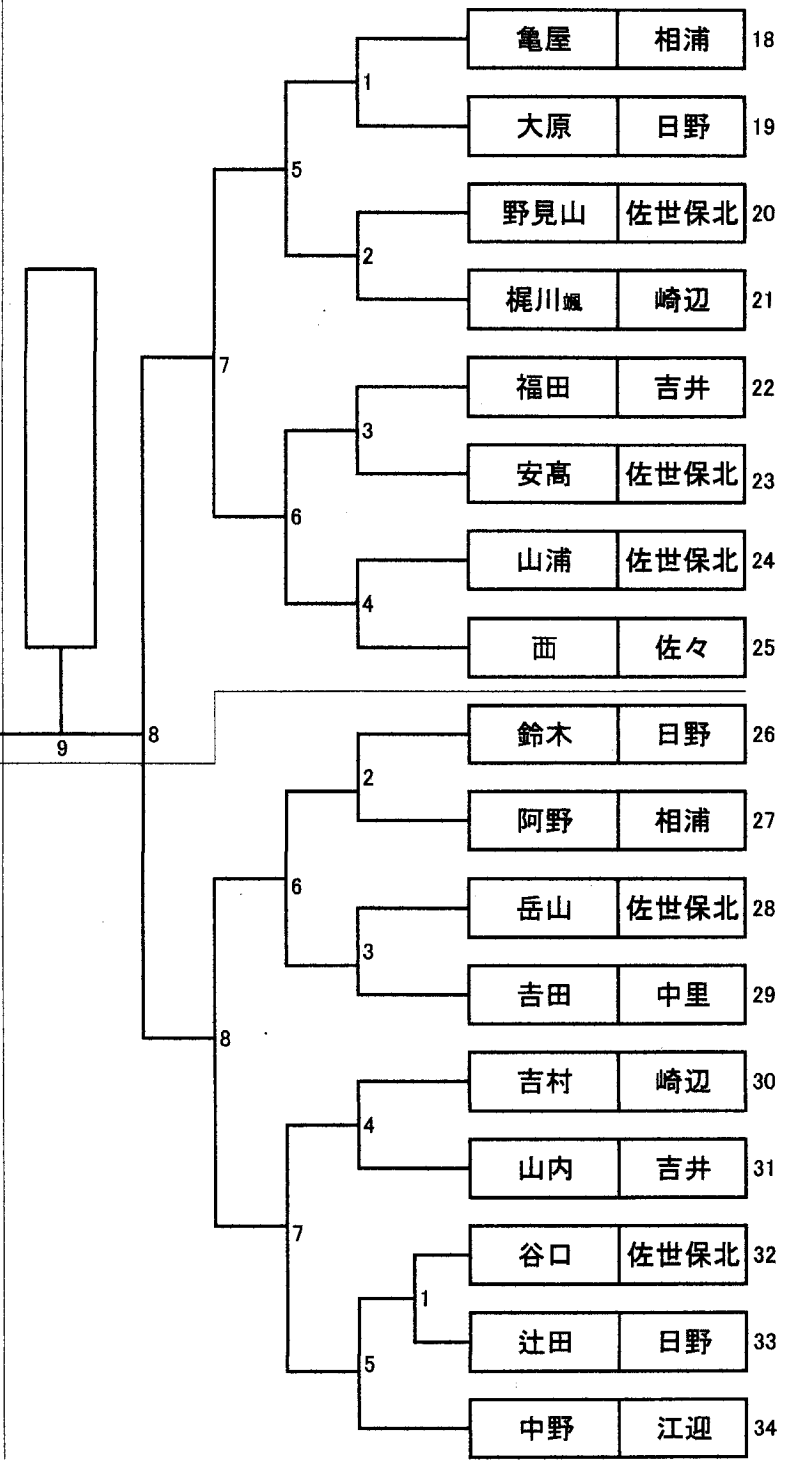 亀屋 相浦 18
1
大原 日野 19
5
野見山 佐世保北 20
2
梶川颯 崎辺 21
7
福田 吉井 22
3
安髙 佐世保北 23
6
山浦 佐世保北 24
4
西 佐々 25
鈴木 日野 26
8
9
2
阿野 相浦 27
6
岳山 佐世保北 28
3
𠮷田 中里 29
8
吉村 崎辺 30
4
山内 吉井 31
7
谷口 佐世保北 32
1
辻田 日野 33
5
中野 江迎 34